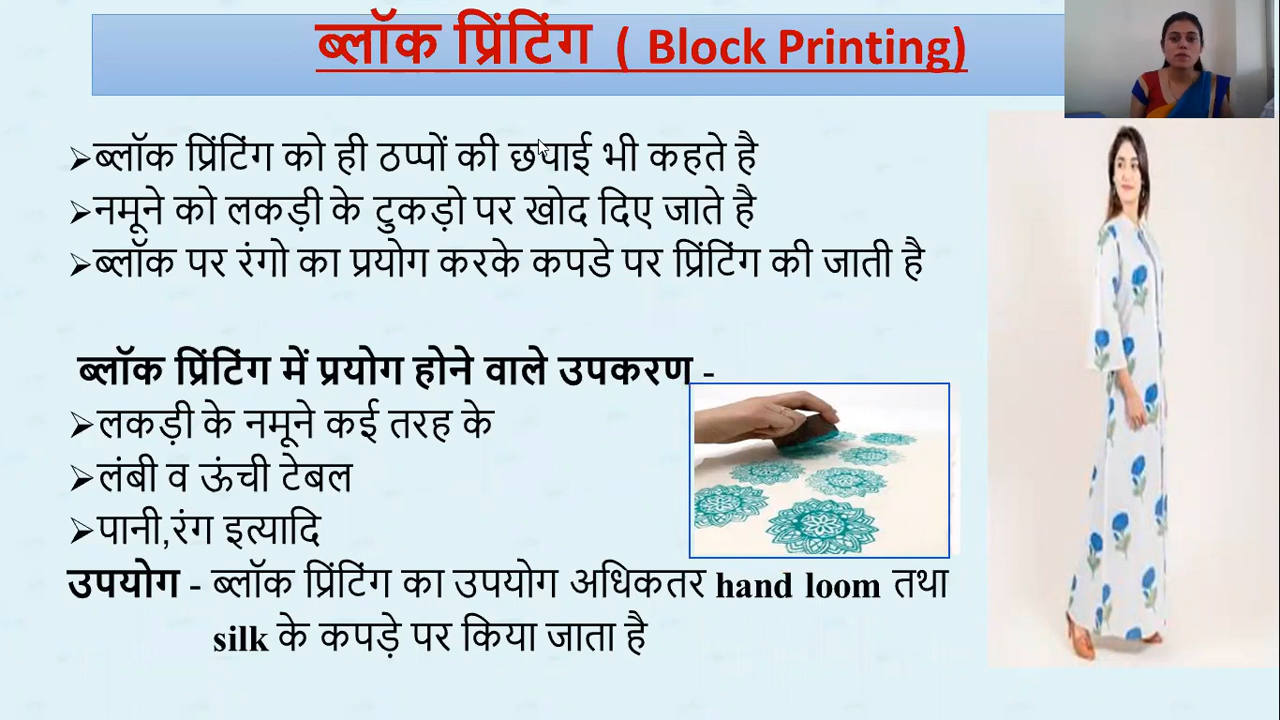 ब्लॉक प्रिंटिंग ( Block Printing)
➢ब्लॉक प्रिंटिंग को ही ठप्पों की छपाई भी कहते है
➢नमूने को लकड़ी के टुकड़ो पर खोद दिए जाते है
➢ब्लॉक पर रंगो का प्रयोग करके कपडे पर प्रिंटिंग की जाती है
ब्लॉक प्रिंटिंग में प्रयोग होने वाले उपकरण -
➢लकड़ी के नमूने कई तरह के
➢लंबी व ऊंची टेबल
➢पानी,रंग इत्यादि
उपयोग - ब्लॉक प्रिंटिंग का उपयोग अधिकतर hand loom तथा
silk के कपड़े पर किया जाता है